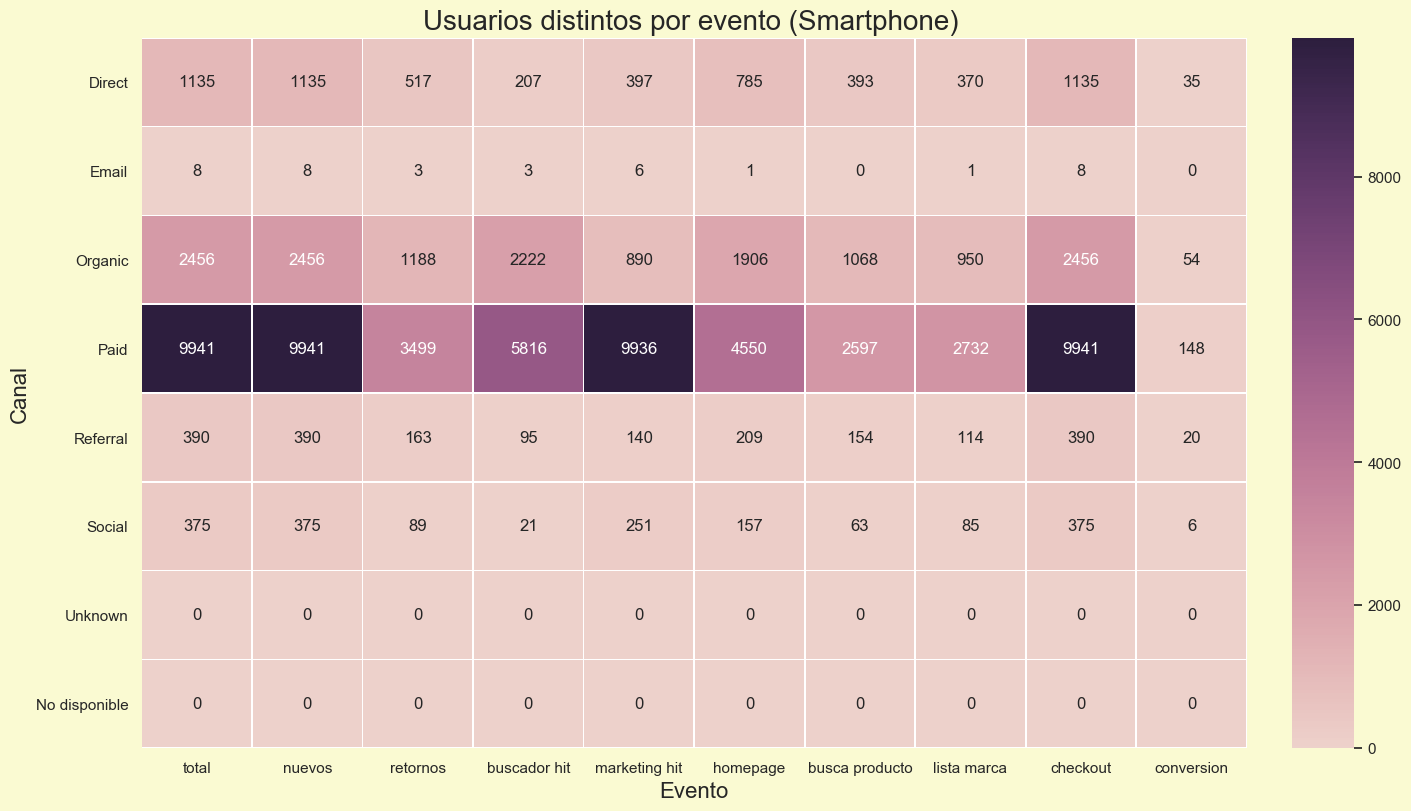 Usuarios distintos por evento (Smartphone)
Canal
Direct 1135 1135 517 207 397 785 393 370 1135 35
Email 8 8 3 3 6 1 0 1 8 0
Organic 2456 2456 1188 2222 890 1906 1068 950 2456 54
Paid 9941 9941 3499 5816 9936 4550 2597 2732 9941 148
Referral 390 390 163 95 140 209 154 114 390 20
Social 375 375 89 21 251 157 63 85 375 6
Unknown 0 0 0 0 0 0 0 0 0 0
No disponible 0 0 0 0 0 0 0 0 0 0
total nuevos retornos buscador hit marketing hit homepage busca producto lista marca checkout conversion
Evento
8000
6000
4000
2000
0